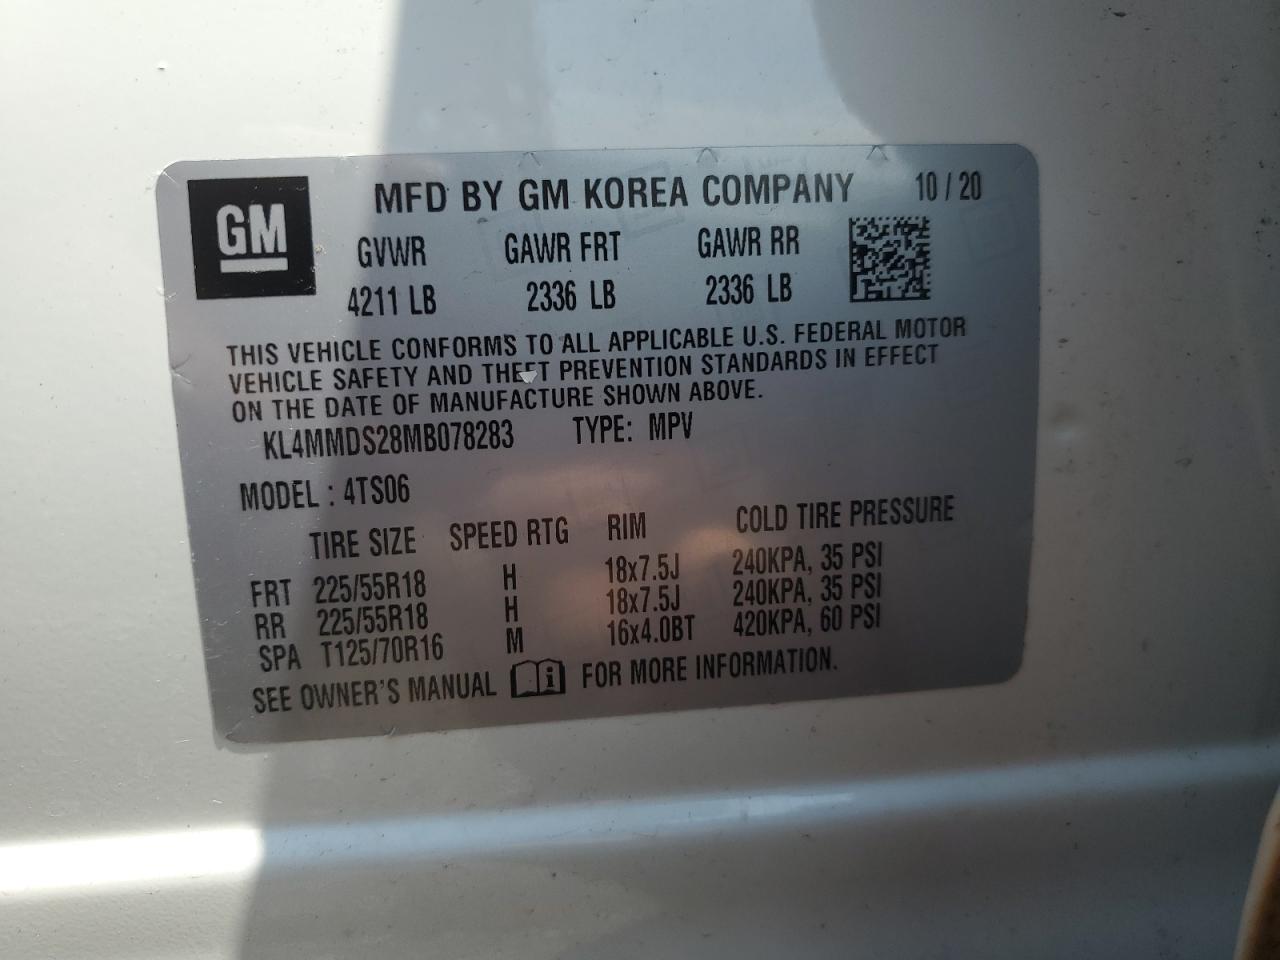 GM
MFD BY GM KOREA COMPANY 10 / 20
GVWR GAWR FRT GAWR RR
4211 LB 2336 LB 2336 LB
THIS VEHICLE CONFORMS TO ALL APPLICABLE U.S. FEDERAL MOTOR
VEHICLE SAFETY AND THEFT PREVENTION STANDARDS IN EFFECT
ON THE DATE OF MANUFACTURE SHOWN ABOVE.
KL4MMDS28MB078283 TYPE: MPV
MODEL : 4TS06
TIRE SIZE SPEED RTG RIM COLD TIRE PRESSURE
FRT 225/55R18 H 18x7.5J 240KPA, 35 PSI
RR 225/55R18 H 18x7.5J 240KPA, 35 PSI
SPA T125/70R16 M 16x4.0BT 420KPA, 60 PSI
SEE OWNER'S MANUAL i FOR MORE INFORMATION.